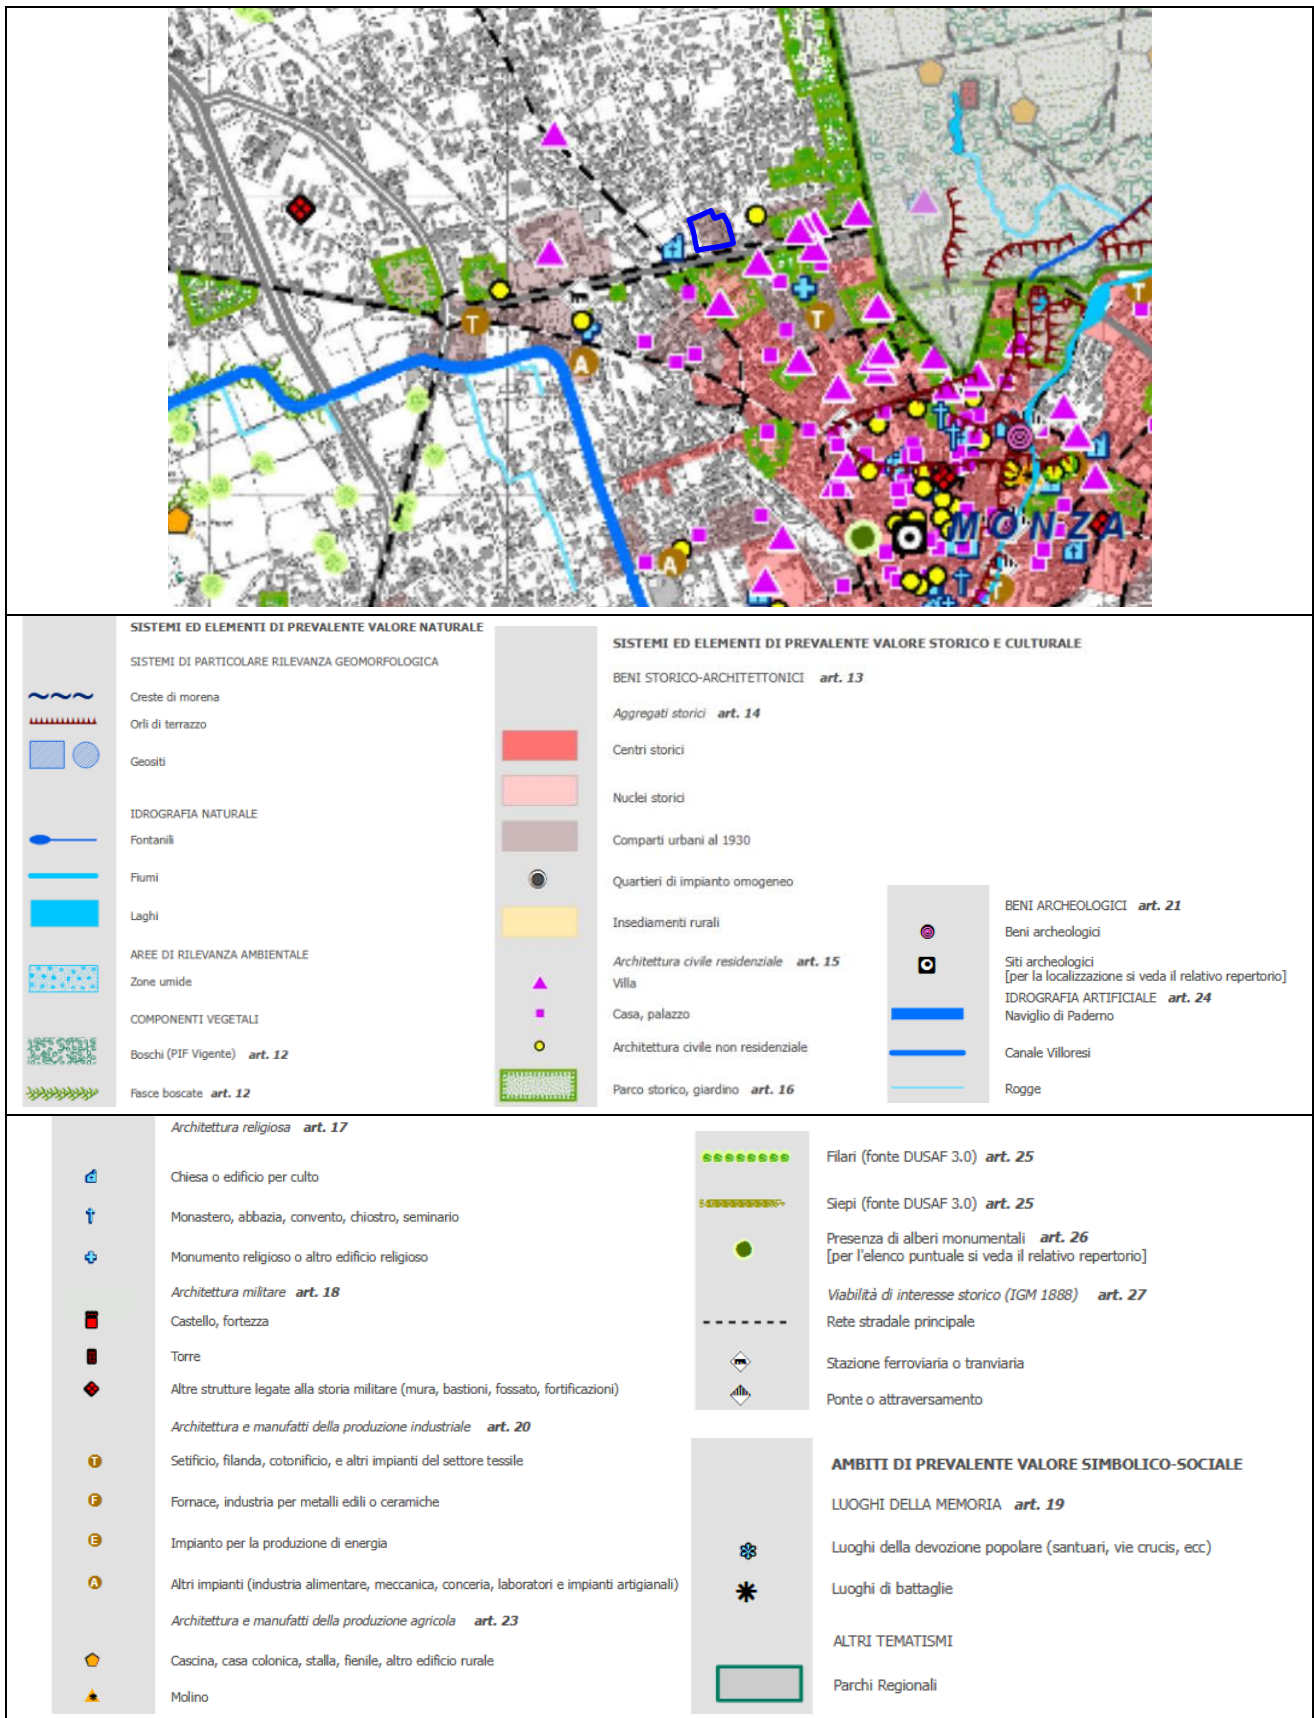 T
T
T
A
MONZA
A
T
SISTEMI ED ELEMENTI DI PREVALENTE VALORE NATURALE
SISTEMI DI PARTICOLARE RILEVANZA GEOMORFOLOGICA
Creste di morena
Orli di terrazzo
Geositi
IDROGRAFIA NATURALE
Fontanili
Fiumi
Laghi
AREE DI RILEVANZA AMBIENTALE
Zone umide
COMPONENTI VEGETALI
Boschi (PIF Vigente) art. 12
Fasce boscate art. 12
SISTEMI ED ELEMENTI DI PREVALENTE VALORE STORICO E CULTURALE
BENI STORICO-ARCHITETTONICI art. 13
Aggregati storici art. 14
Centri storici
Nuclei storici
Comparti urbani al 1930
Quartieri di impianto omogeneo
Insediamenti rurali
Architettura civile residenziale art. 15
Villa
Casa, palazzo
Architettura civile non residenziale
Parco storico, giardino art. 16
BENI ARCHEOLOGICI art. 21
Beni archeologici
Siti archeologici
[per la localizzazione si veda il relativo repertorio]
IDROGRAFIA ARTIFICIALE art. 24
Naviglio di Paderno
Canale Villoresi
Rogge
Architettura religiosa art. 17
Chiesa o edificio per culto
Monastero, abbazia, convento, chiostro, seminario
Monumento religioso o altro edificio religioso
Architettura militare art. 18
Castello, fortezza
Torre
Altre strutture legate alla storia militare (mura, bastioni, fossato, fortificazioni)
Architettura e manufatti della produzione industriale art. 20
T Setificio, filanda, cotonificio, e altri impianti del settore tessile
F Fornace, industria per metalli edili o ceramiche
E Impianto per la produzione di energia
A Altri impianti (industria alimentare, meccanica, conceria, laboratori e impianti artigianali)
Architettura e manufatti della produzione agricola art. 23
Cascina, casa colonica, stalla, fienile, altro edificio rurale
Molino
Filari (fonte DUSAF 3.0) art. 25
Siepi (fonte DUSAF 3.0) art. 25
Presenza di alberi monumentali art. 26
[per l'elenco puntuale si veda il relativo repertorio]
Viabilità di interesse storico (IGM 1888) art. 27
Rete stradale principale
Stazione ferroviaria o tranviaria
Ponte o attraversamento
AMBITI DI PREVALENTE VALORE SIMBOLICO-SOCIALE
LUOGHI DELLA MEMORIA art. 19
Luoghi della devozione popolare (santuari, vie crucis, ecc)
Luoghi di battaglie
ALTRI TEMATISMI
Parchi Regionali